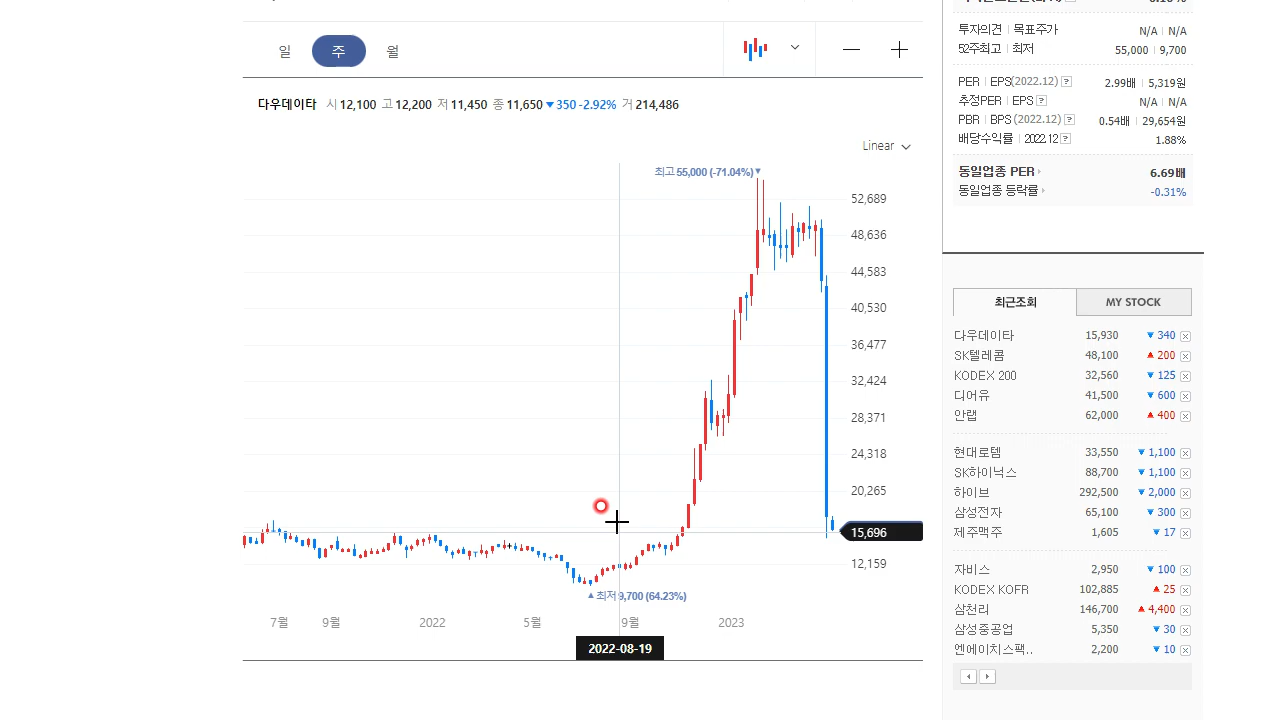 일 주 월
다우데이타 시 12,100 고 12,200 저 11,450 종 11,650 ▼ 350 -2.92% 거 214,486
Linear
최고 55,000 (-71.04%) ▼
52,689
48,636
44,583
40,530
36,477
32,424
28,371
24,318
20,265
15,696
12,159
▲ 최저 9,700 (64.23%)
7월 9월 2022 5월 9월 2023
2022-08-19
투자의견 | 목표주가 N/A | N/A
52주최고 | 최저 55,000 | 9,700
PER | EPS(2022.12) ? 2.99배 | 5,319원
추정PER | EPS ? N/A | N/A
PBR | BPS (2022.12) ? 0.54배 | 29,654원
배당수익률 | 2022.12 ? 1.88%
동일업종 PER 6.69배
동일업종 등락률 -0.31%
최근조회 MY STOCK
다우데이타 15,930 ▼ 340
SK텔레콤 48,100 ▲ 200
KODEX 200 32,560 ▼ 125
디어유 41,500 ▼ 600
안랩 62,000 ▲ 400
현대로템 33,550 ▼ 1,100
SK하이닉스 88,700 ▼ 1,100
하이브 292,500 ▼ 2,000
삼성전자 65,100 ▼ 300
제주맥주 1,605 ▼ 17
자비스 2,950 ▼ 100
KODEX KOFR 102,885 ▲ 25
삼천리 146,700 ▲ 4,400
삼성중공업 5,350 ▼ 30
엔에이치스팩.. 2,200 ▼ 10